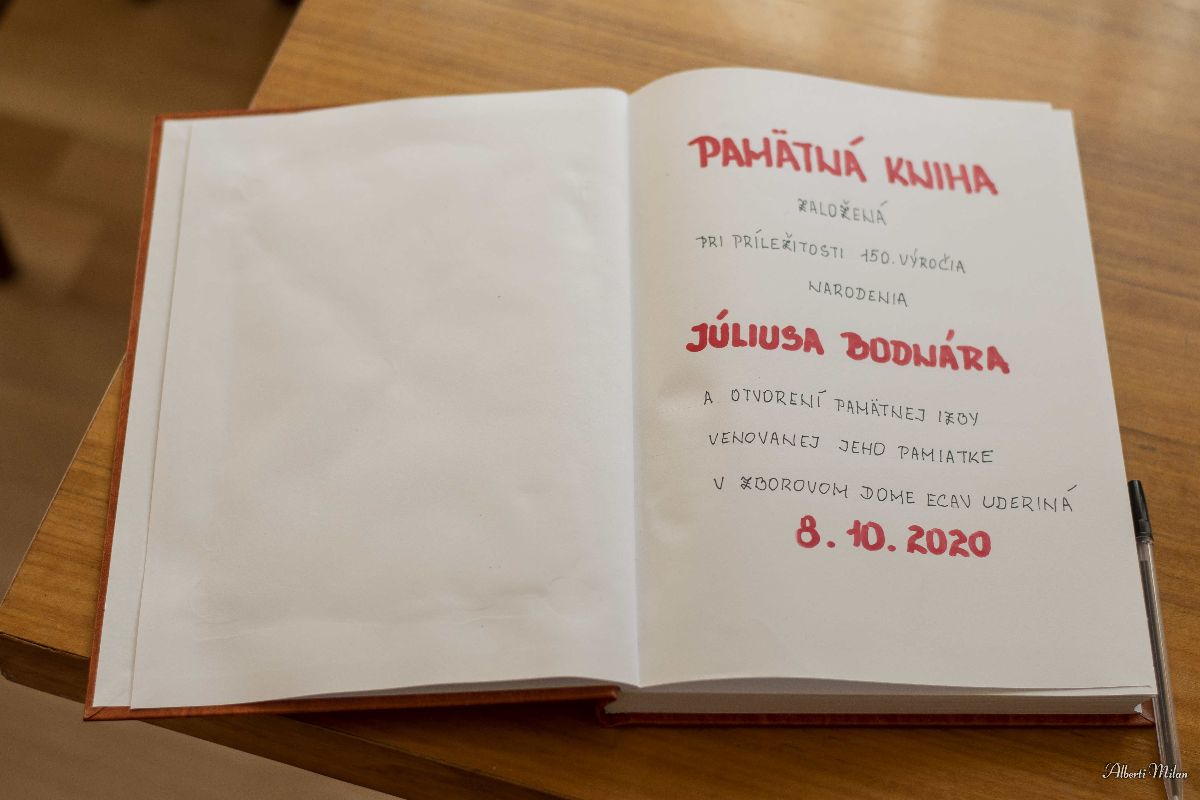 PAMÄTNÁ KNIHA
ZALOŽENÁ
PRI PRÍLEŽITOSTI 150. VÝROČIA
NARODENIA
JÚLIUSA BODNÁRA
A OTVORENÍ PAMÄTNEJ IZBY
VENOVANEJ JEHO PAMIATKE
V ZBOROVOM DOME ECAV UDERINÁ
8. 10. 2020
Alberti Milan